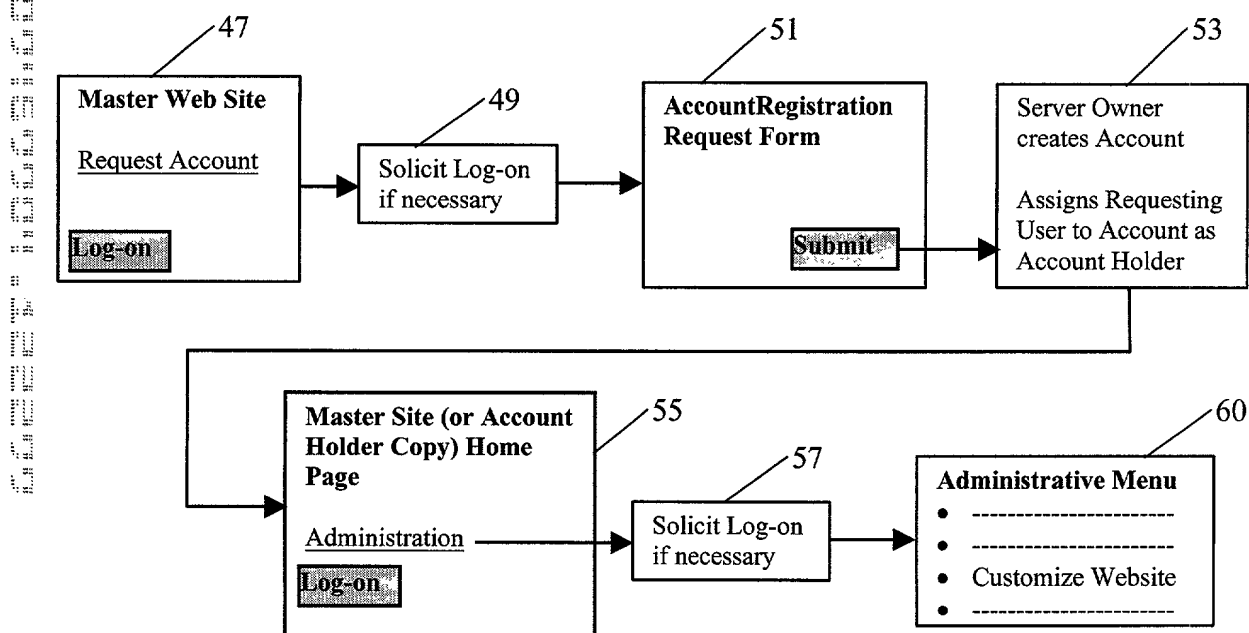 47
Master Web Site
Request Account
Log-on
49
Solicit Log-on
if necessary
51
AccountRegistration
Request Form
Submit
53
Server Owner
creates Account
Assigns Requesting
User to Account as
Account Holder
55
Master Site (or Account
Holder Copy) Home
Page
Administration
Log-on
57
Solicit Log-on
if necessary
60
Administrative Menu
• --------------------
• --------------------
• Customize Website
• --------------------